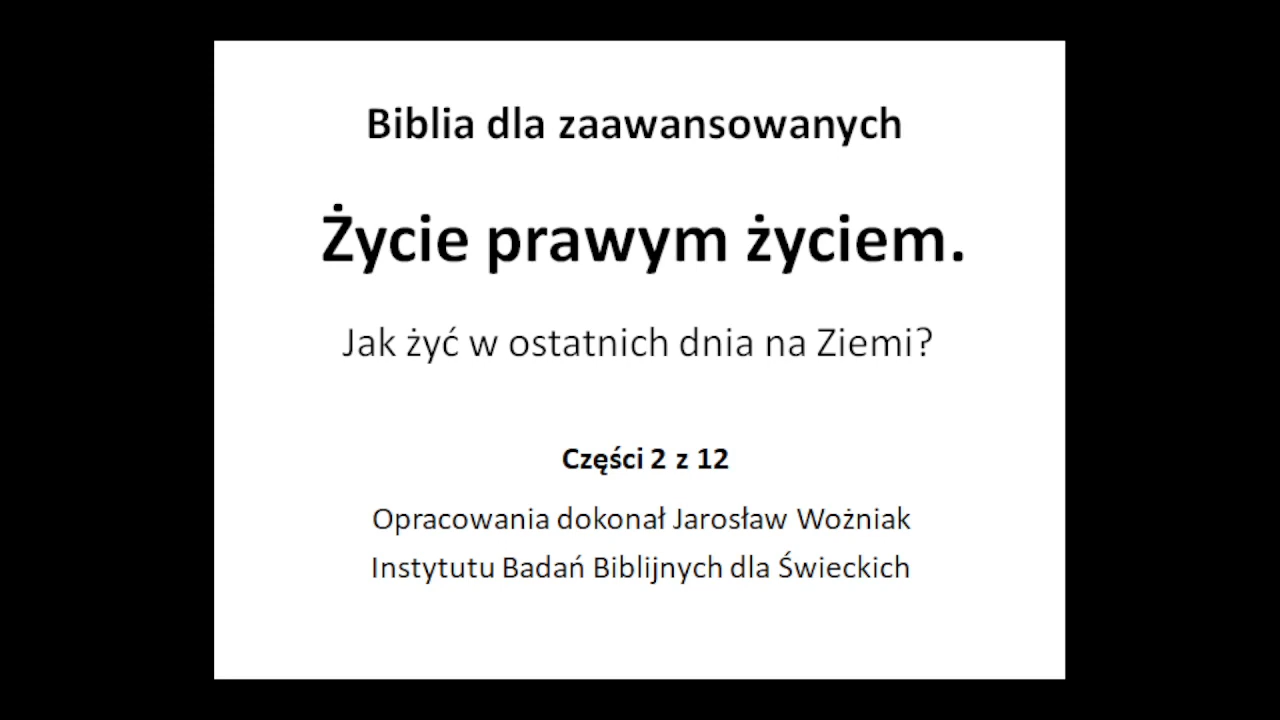 Biblia dla zaawansowanych
Życie prawym życiem.
Jak żyć w ostatnich dnia na Ziemi?
Części 2 z 12
Opracowania dokonał Jarosław Wożniak
Instytutu Badań Biblijnych dla Świeckich